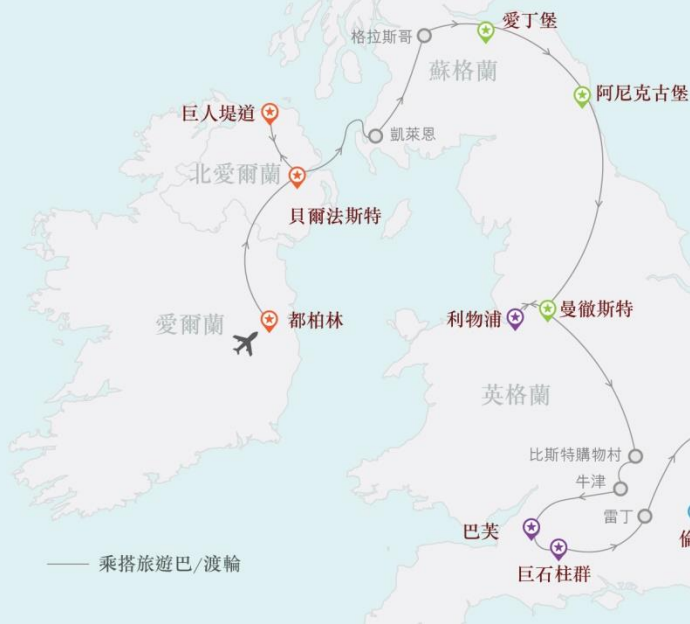 愛丁堡
格拉斯哥
蘇格蘭
阿尼克古堡
巨人堤道
凱萊恩
北愛爾蘭
貝爾法斯特
愛爾蘭
都柏林
利物浦
曼徹斯特
英格蘭
比斯特購物村
牛津
雷丁
巴芙
倫
巨石柱群
乘搭旅遊巴/渡輪